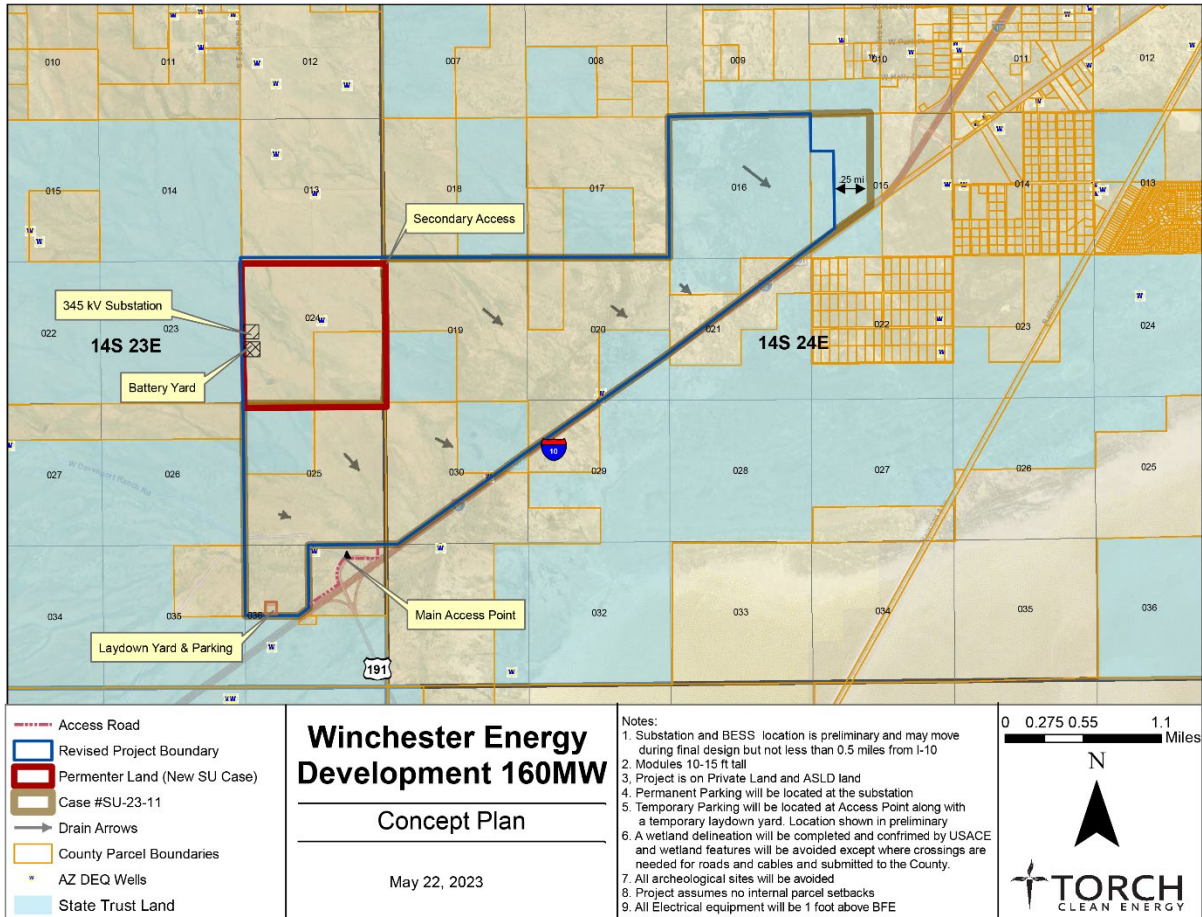 010
011
012
007
008
009
010
011
012
015
014
013
018
017
016
.25 mi
015
014
013
Secondary Access
345 kV Substation
022
023
024
019
020
021
022
023
024
14S 23E
14S 24E
Battery Yard
10
027
026
025
030
029
028
027
026
025
034
035
036
Main Access Point
032
033
034
035
036
Laydown Yard & Parking
191
Access Road
Revised Project Boundary
Permenter Land (New SU Case)
Case #SU-23-11
Drain Arrows
County Parcel Boundaries
W AZ DEQ Wells
State Trust Land
Winchester Energy
Development 160MW
Concept Plan
May 22, 2023
Notes:
1. Substation and BESS location is preliminary and may move
during final design but not less than 0.5 miles from I-10
2. Modules 10-15 ft tall
3, Project is on Private Land and ASLD land
4. Permanent Parking will be located at the substation
5. Temporary Parking will be located at Access Point along with
a temporary laydown yard. Location shown in preliminary
6. A wetland delineation will be completed and confrimed by USACE
and wetland features will be avoided except where crossings are
needed for roads and cables and submitted to the County.
7. All archeological sites will be avoided
8. Project assumes no internal parcel setbacks
9. All Electrical equipment will be 1 foot above BFE
0 0.275 0.55 1.1
Miles
N
TORCH
CLEAN ENERGY